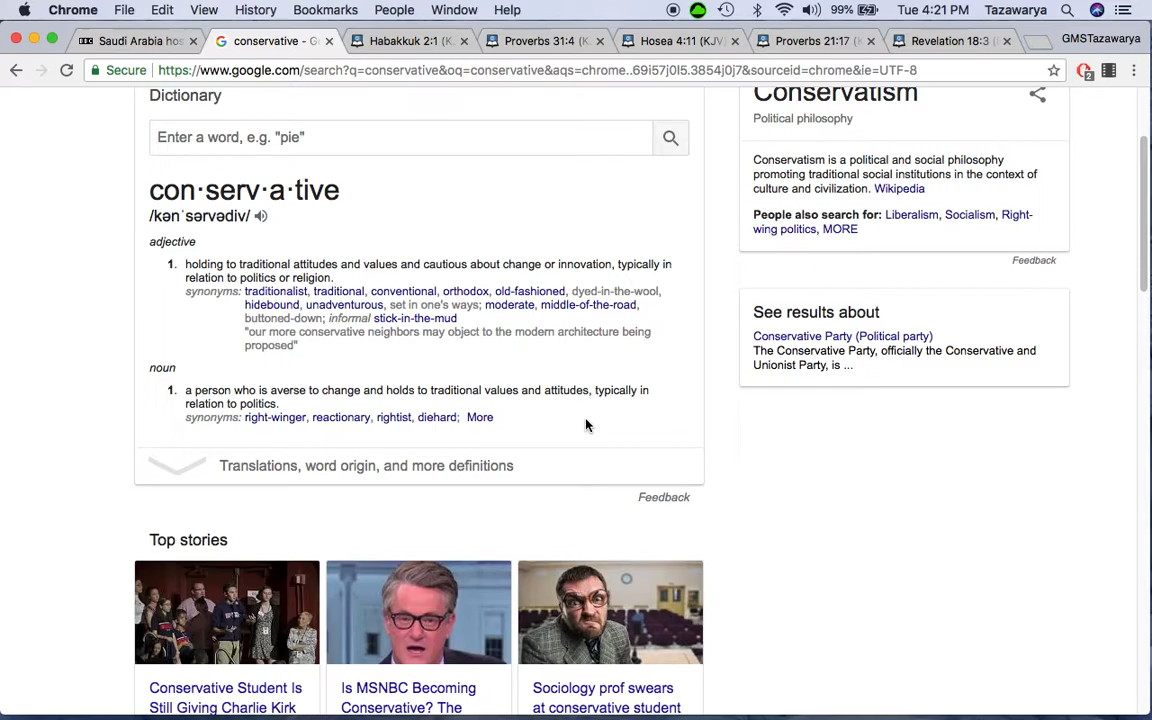 Chrome File Edit View History Bookmarks People Window Help 99% Tue 4:21 PM Tazawarya
Saudi Arabia hos
conservative - Go
Habakkuk 2:1 (KJ
Proverbs 31:4 (KJ
Hosea 4:11 (KJV)
Proverbs 21:17 (K
Revelation 18:3 (
GMSTazawarya
Secure https://www.google.com/search?q=conservative&oq=conservative&aqs=chrome..69i57j0l5.3854j0j7&sourceid=chrome&ie=UTF-8
2
Dictionary
Enter a word, e.g. "pie"
con·serv·a·tive
/kənˈsərvədiv/
adjective
1. holding to traditional attitudes and values and cautious about change or innovation, typically in
relation to politics or religion.
synonyms: traditionalist, traditional, conventional, orthodox, old-fashioned, dyed-in-the-wool,
hidebound, unadventurous, set in one's ways; moderate, middle-of-the-road,
buttoned-down; informal stick-in-the-mud
"our more conservative neighbors may object to the modern architecture being
proposed"
noun
1. a person who is averse to change and holds to traditional values and attitudes, typically in
relation to politics.
synonyms: right-winger, reactionary, rightist, diehard; More
Translations, word origin, and more definitions
Feedback
Top stories
Conservative Student Is
Still Giving Charlie Kirk
Is MSNBC Becoming
Conservative? The
Sociology prof swears
at conservative student
Conservatism
Political philosophy
Conservatism is a political and social philosophy
promoting traditional social institutions in the context of
culture and civilization. Wikipedia
People also search for: Liberalism, Socialism, Right-
wing politics, MORE
Feedback
See results about
Conservative Party (Political party)
The Conservative Party, officially the Conservative and
Unionist Party, is ...